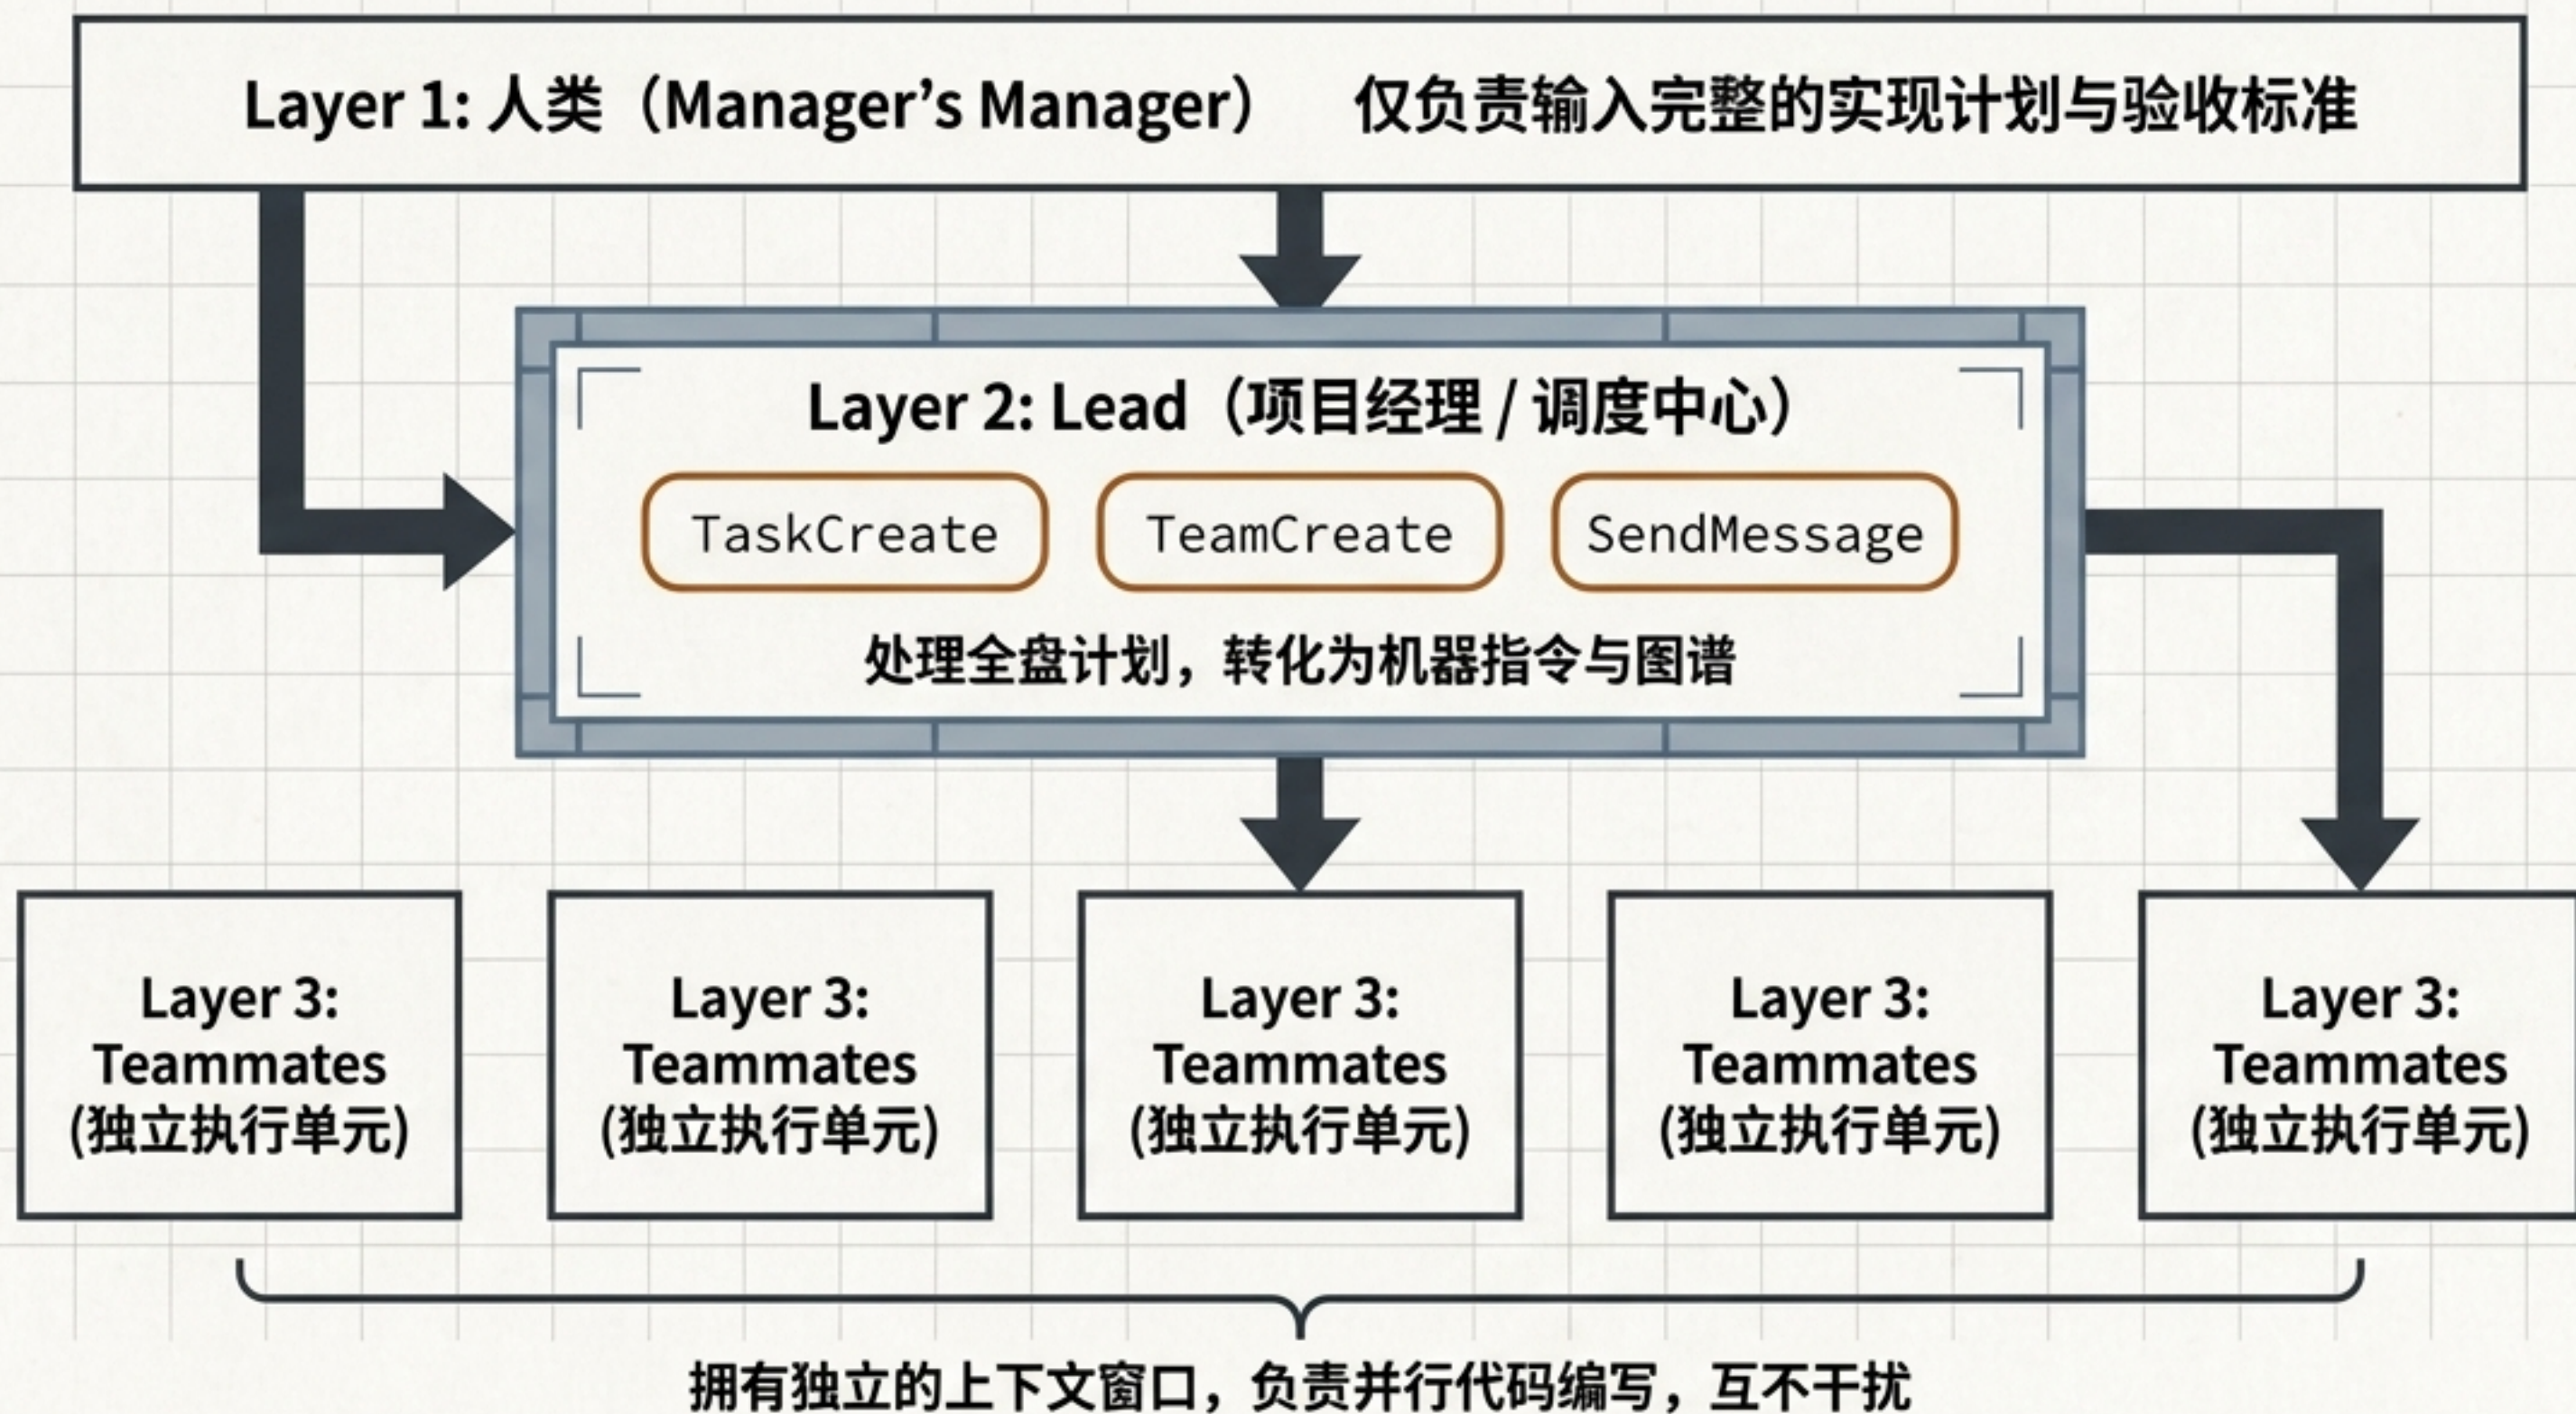 Layer 1: 人类（Manager’s Manager） 仅负责输入完整的实现计划与验收标准
Layer 2: Lead（项目经理 / 调度中心）
TaskCreate
TeamCreate
SendMessage
处理全盘计划，转化为机器指令与图谱
Layer 3:
Teammates
(独立执行单元)
Layer 3:
Teammates
(独立执行单元)
Layer 3:
Teammates
(独立执行单元)
Layer 3:
Teammates
(独立执行单元)
Layer 3:
Teammates
(独立执行单元)
拥有独立的上下文窗口，负责并行代码编写，互不干扰